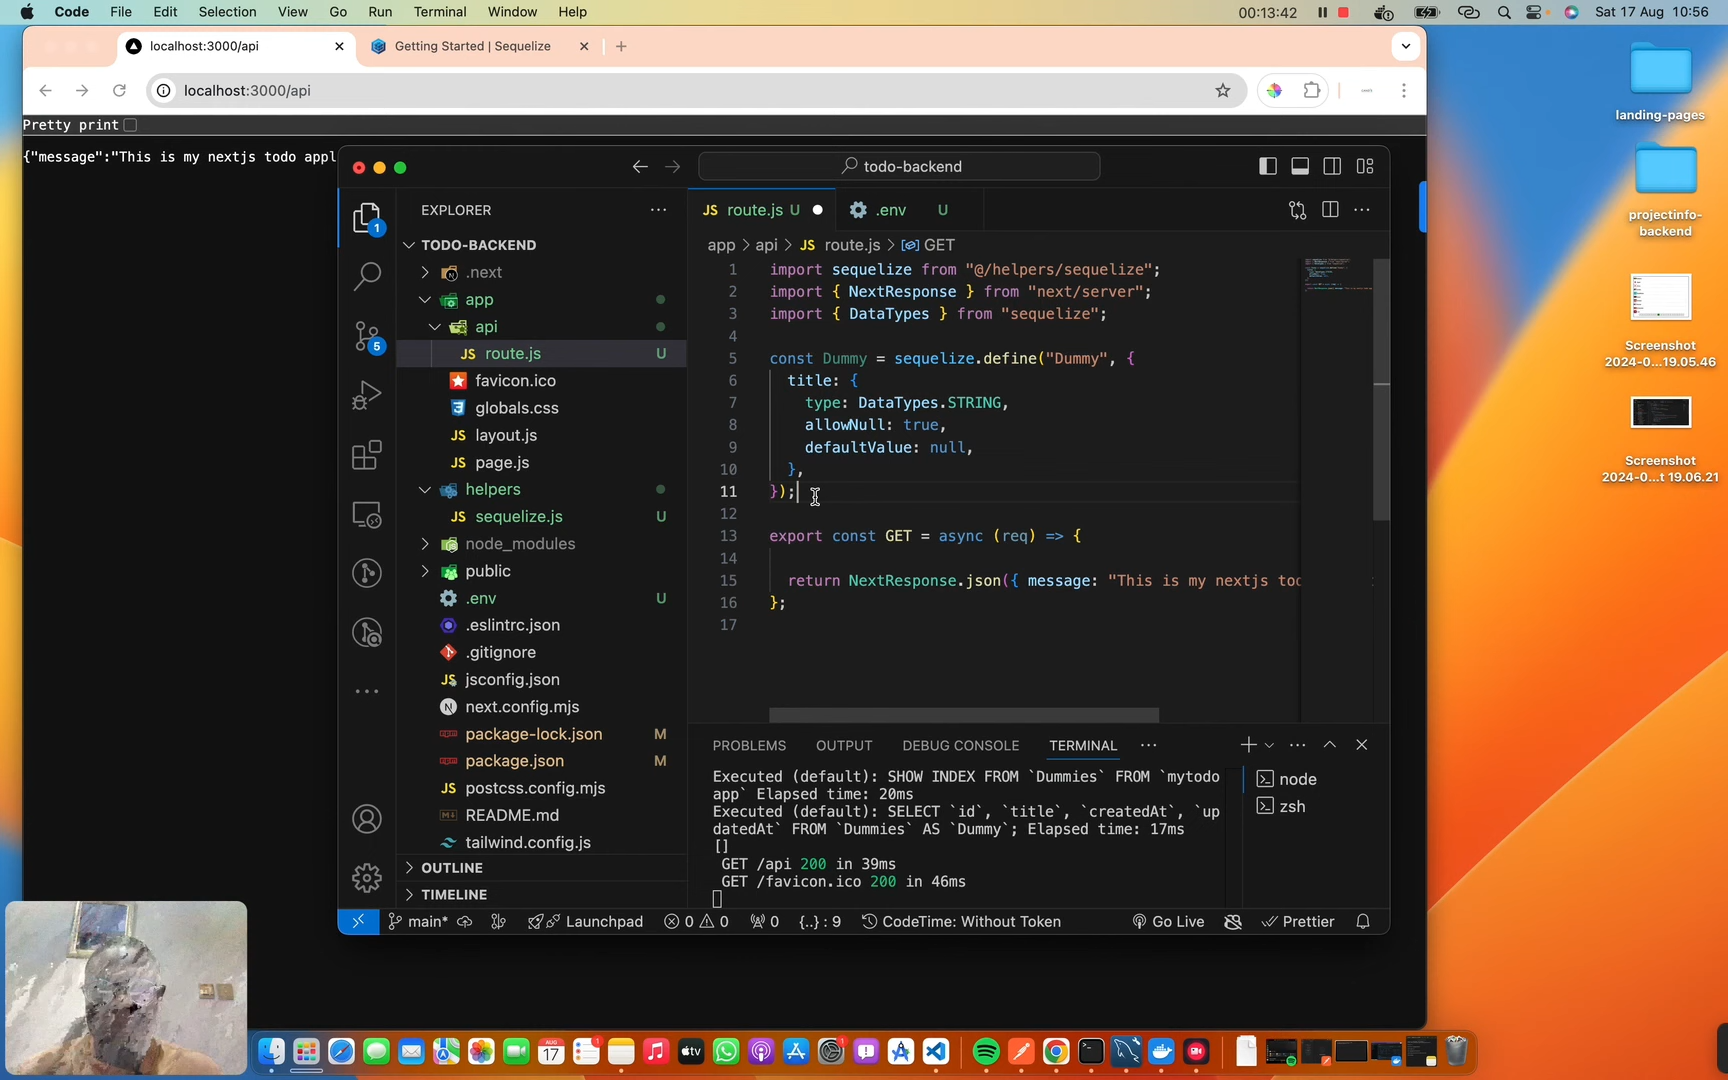 Code File Edit Selection View Go Run Terminal Window Help 00:13:42 Sat 17 Aug 10:56
localhost:3000/api Getting Started | Sequelize
localhost:3000/api
Pretty print
{"message":"This is my nextjs todo appl
landing-pages
projectinfo-
backend
Screenshot
2024-0...19.05.46
Screenshot
2024-0...t 19.06.21
todo-backend
EXPLORER
TODO-BACKEND
.next
app
api
route.js U
favicon.ico
globals.css
layout.js
page.js
helpers
sequelize.js U
node_modules
public
.env U
.eslintrc.json
.gitignore
jsconfig.json
next.config.mjs
package-lock.json M
package.json M
postcss.config.mjs
README.md
tailwind.config.js
OUTLINE
TIMELINE
1
5
route.js U .env U
app > api > JS route.js > GET
1 import sequelize from "@/helpers/sequelize";
2 import { NextResponse } from "next/server";
3 import { DataTypes } from "sequelize";
4
5 const Dummy = sequelize.define("Dummy", {
6 title: {
7 type: DataTypes.STRING,
8 allowNull: true,
9 defaultValue: null,
10 },
11 });
12
13 export const GET = async (req) => {
14
15 return NextResponse.json({ message: "This is my nextjs tod
16 };
17
PROBLEMS OUTPUT DEBUG CONSOLE TERMINAL
Executed (default): SHOW INDEX FROM `Dummies` FROM `mytodo
app` Elapsed time: 20ms
Executed (default): SELECT `id`, `title`, `createdAt`, `up
datedAt` FROM `Dummies` AS `Dummy`; Elapsed time: 17ms
[]
GET /api 200 in 39ms
GET /favicon.ico 200 in 46ms
node
zsh
main* Launchpad 0 0 0 {..} : 9 CodeTime: Without Token Go Live Prettier